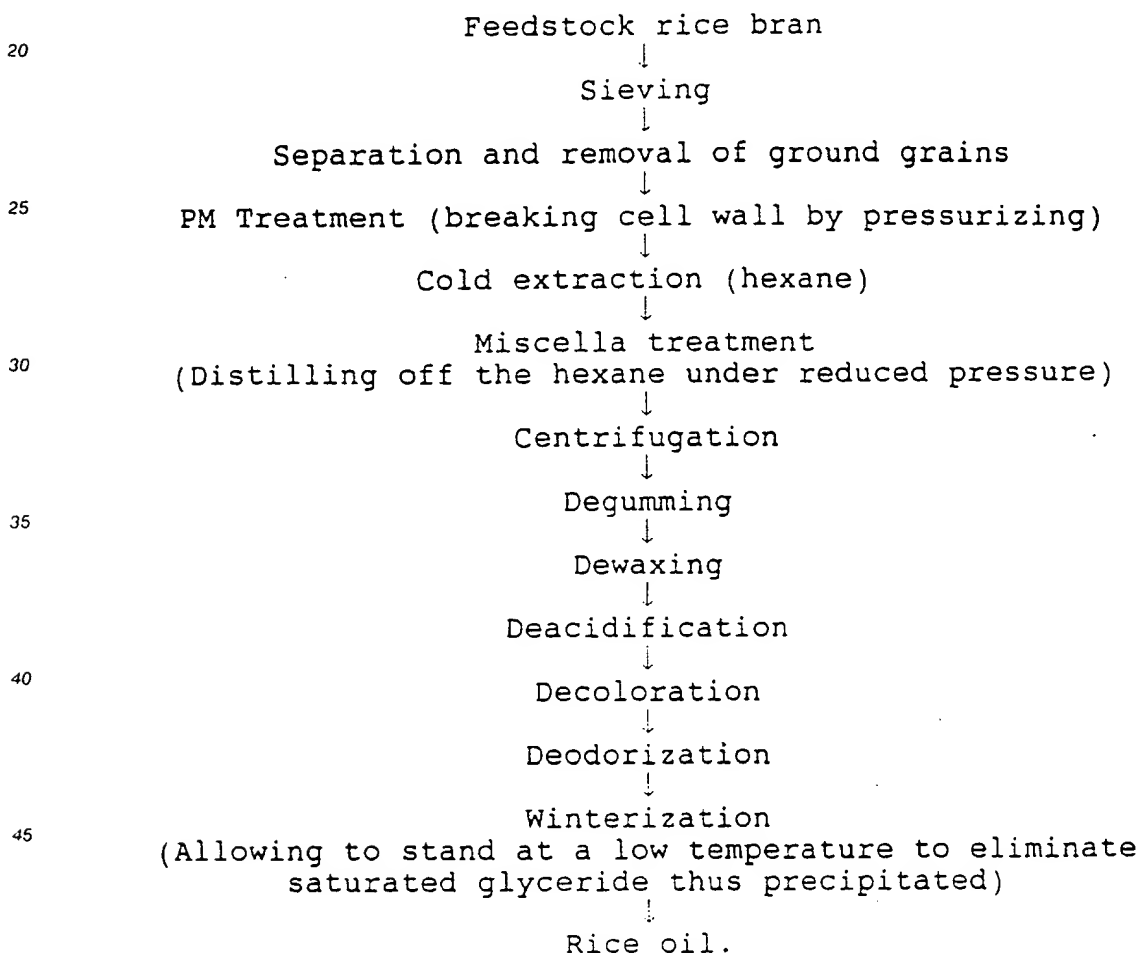 Feedstock rice bran
20
↓
Sieving
↓
Separation and removal of ground grains
↓
25
PM Treatment (breaking cell wall by pressurizing)
↓
Cold extraction (hexane)
↓
Miscella treatment
30
(Distilling off the hexane under reduced pressure)
↓
Centrifugation
↓
Degumming
35
↓
Dewaxing
↓
Deacidification
↓
40
Decoloration
↓
Deodorization
↓
Winterization
45
(Allowing to stand at a low temperature to eliminate
saturated glyceride thus precipitated)
↓
Rice oil.